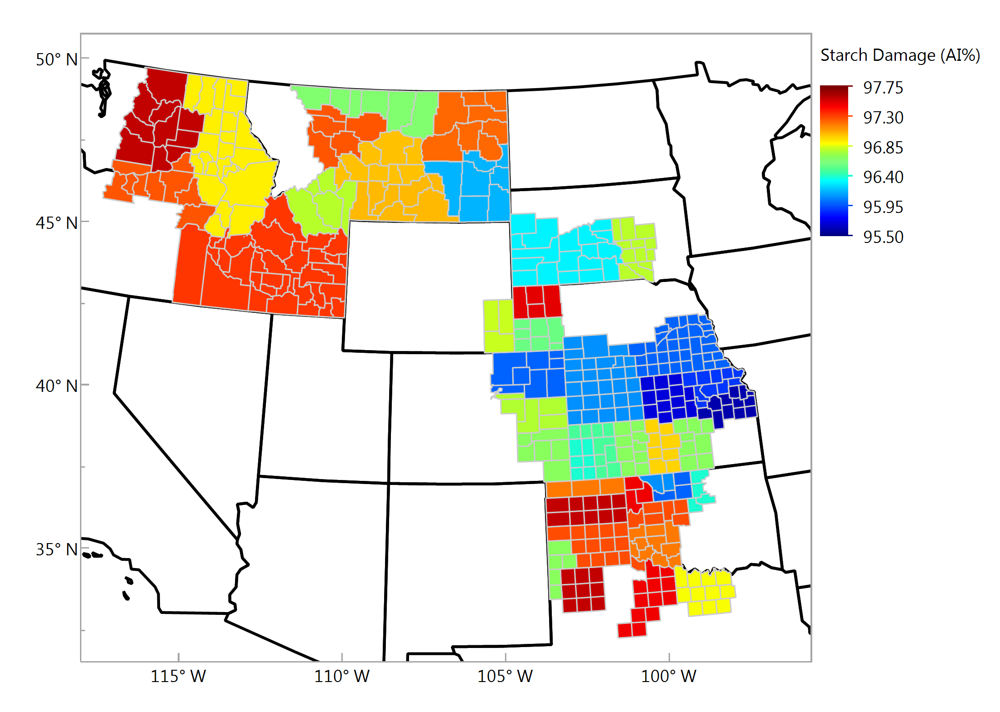 Starch Damage (AI%)
97.75
97.30
96.85
96.40
95.95
95.50
50° N
45° N
40° N
35° N
115° W
110° W
105° W
100° W